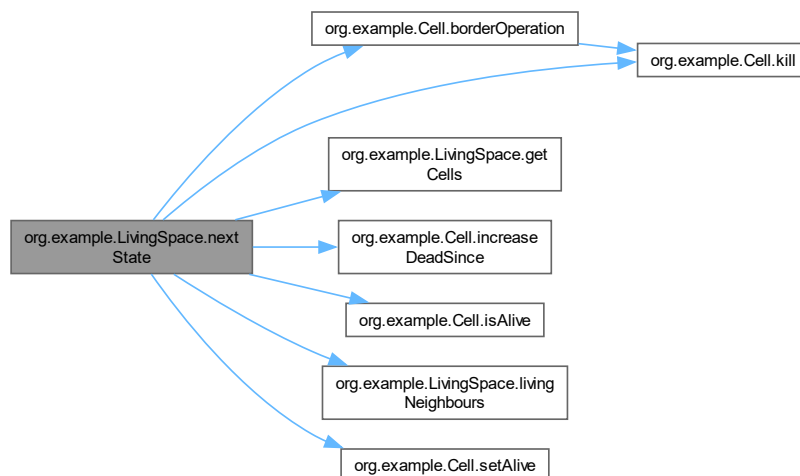 org.example.Cell.borderOperation
org.example.Cell.kill
org.example.LivingSpace.get
Cells
org.example.LivingSpace.next
State
org.example.Cell.increase
DeadSince
org.example.Cell.isAlive
org.example.LivingSpace.living
Neighbours
org.example.Cell.setAlive